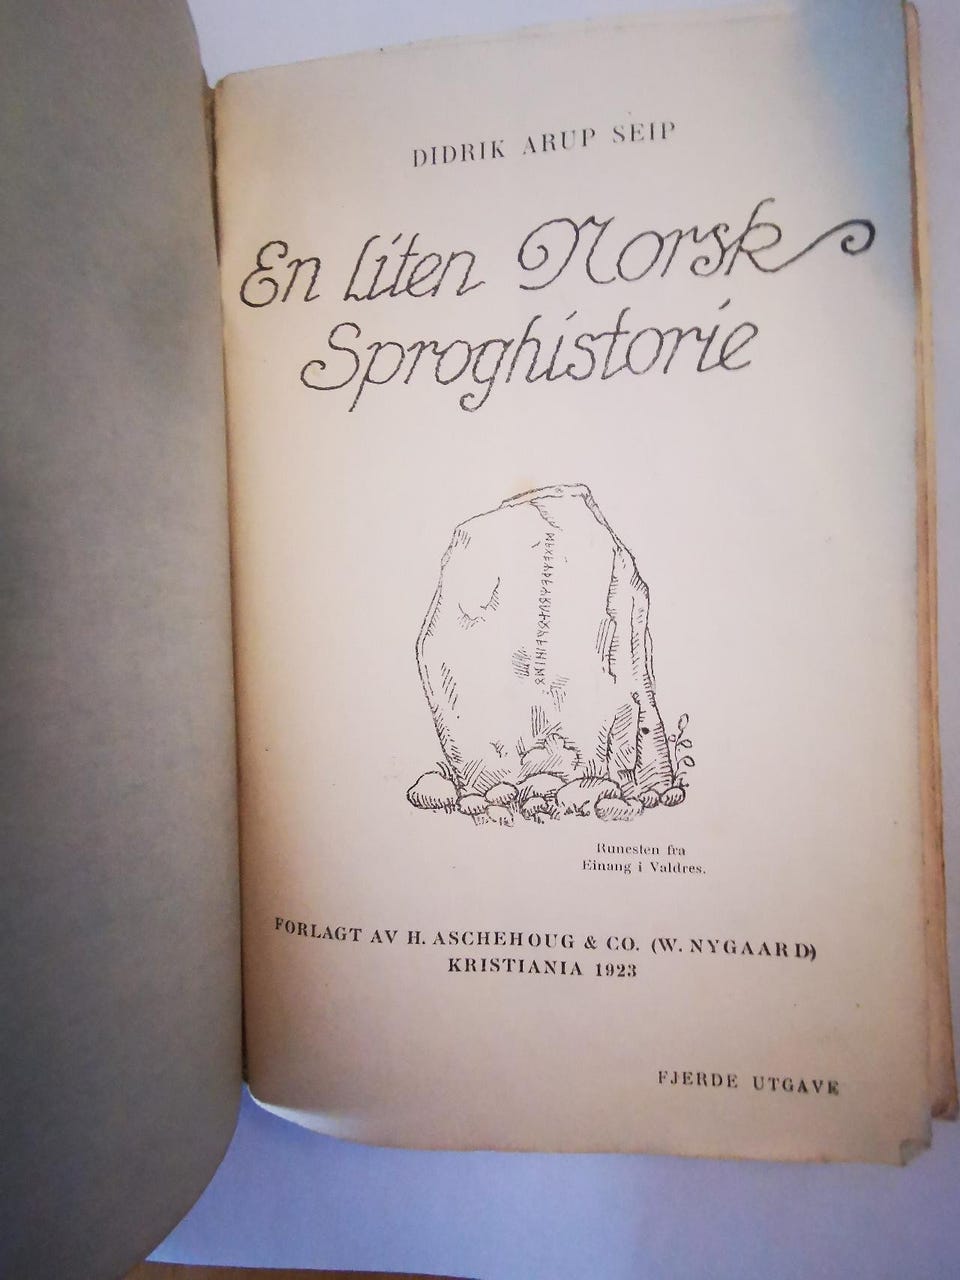 DIDRIK ARUP SEIP
En liten Norsk
Sproghistorie
Runesten fra
Einang i Valdres.
FORLAGT AV H. ASCHEHOUG & CO. (W. NYGAARD)
KRISTIANIA 1923
FJERDE UTGAVE